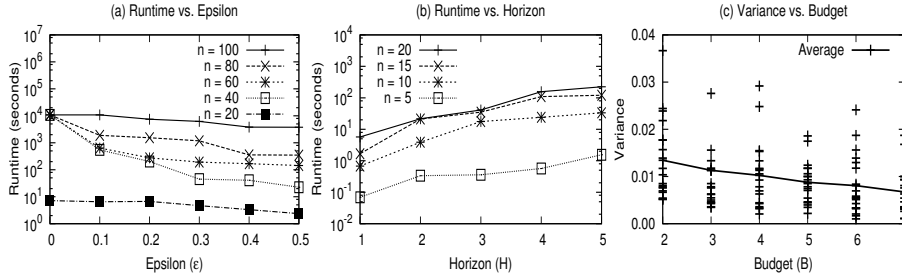 (a) Runtime vs. Epsilon
Runtime (seconds)
10^7
10^6
10^5
10^4
10^3
10^2
10^1
10^0
n = 100
n = 80
n = 60
n = 40
n = 20
0 0.1 0.2 0.3 0.4 0.5
Epsilon (ε)
(b) Runtime vs. Horizon
Runtime (seconds)
10^4
10^3
10^2
10^1
10^0
10^-1
10^-2
n = 20
n = 15
n = 10
n = 5
1 2 3 4 5
Horizon (H)
(c) Variance vs. Budget
Variance
0.04
0.03
0.02
0.01
0.00
Average
2 3 4 5 6
Budget (B)